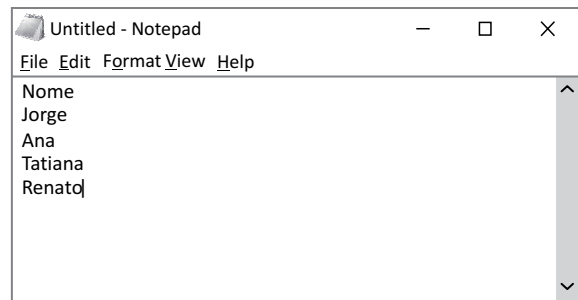 Untitled - Notepad
File Edit Format View Help
Nome
Jorge
Ana
Tatiana
Renato